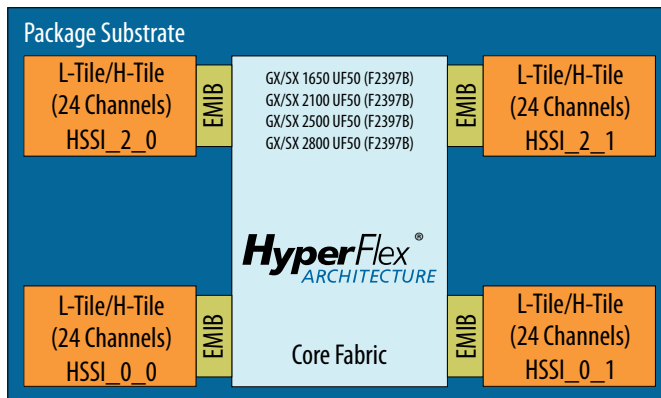 Package Substrate
L-Tile/H-Tile
(24 Channels)
HSSI_2_0
EMIB
GX/SX 1650 UF50 (F2397B)
GX/SX 2100 UF50 (F2397B)
GX/SX 2500 UF50 (F2397B)
GX/SX 2800 UF50 (F2397B)
EMIB
L-Tile/H-Tile
(24 Channels)
HSSI_2_1
HyperFlex®
ARCHITECTURE
L-Tile/H-Tile
(24 Channels)
HSSI_0_0
EMIB
Core Fabric
EMIB
L-Tile/H-Tile
(24 Channels)
HSSI_0_1